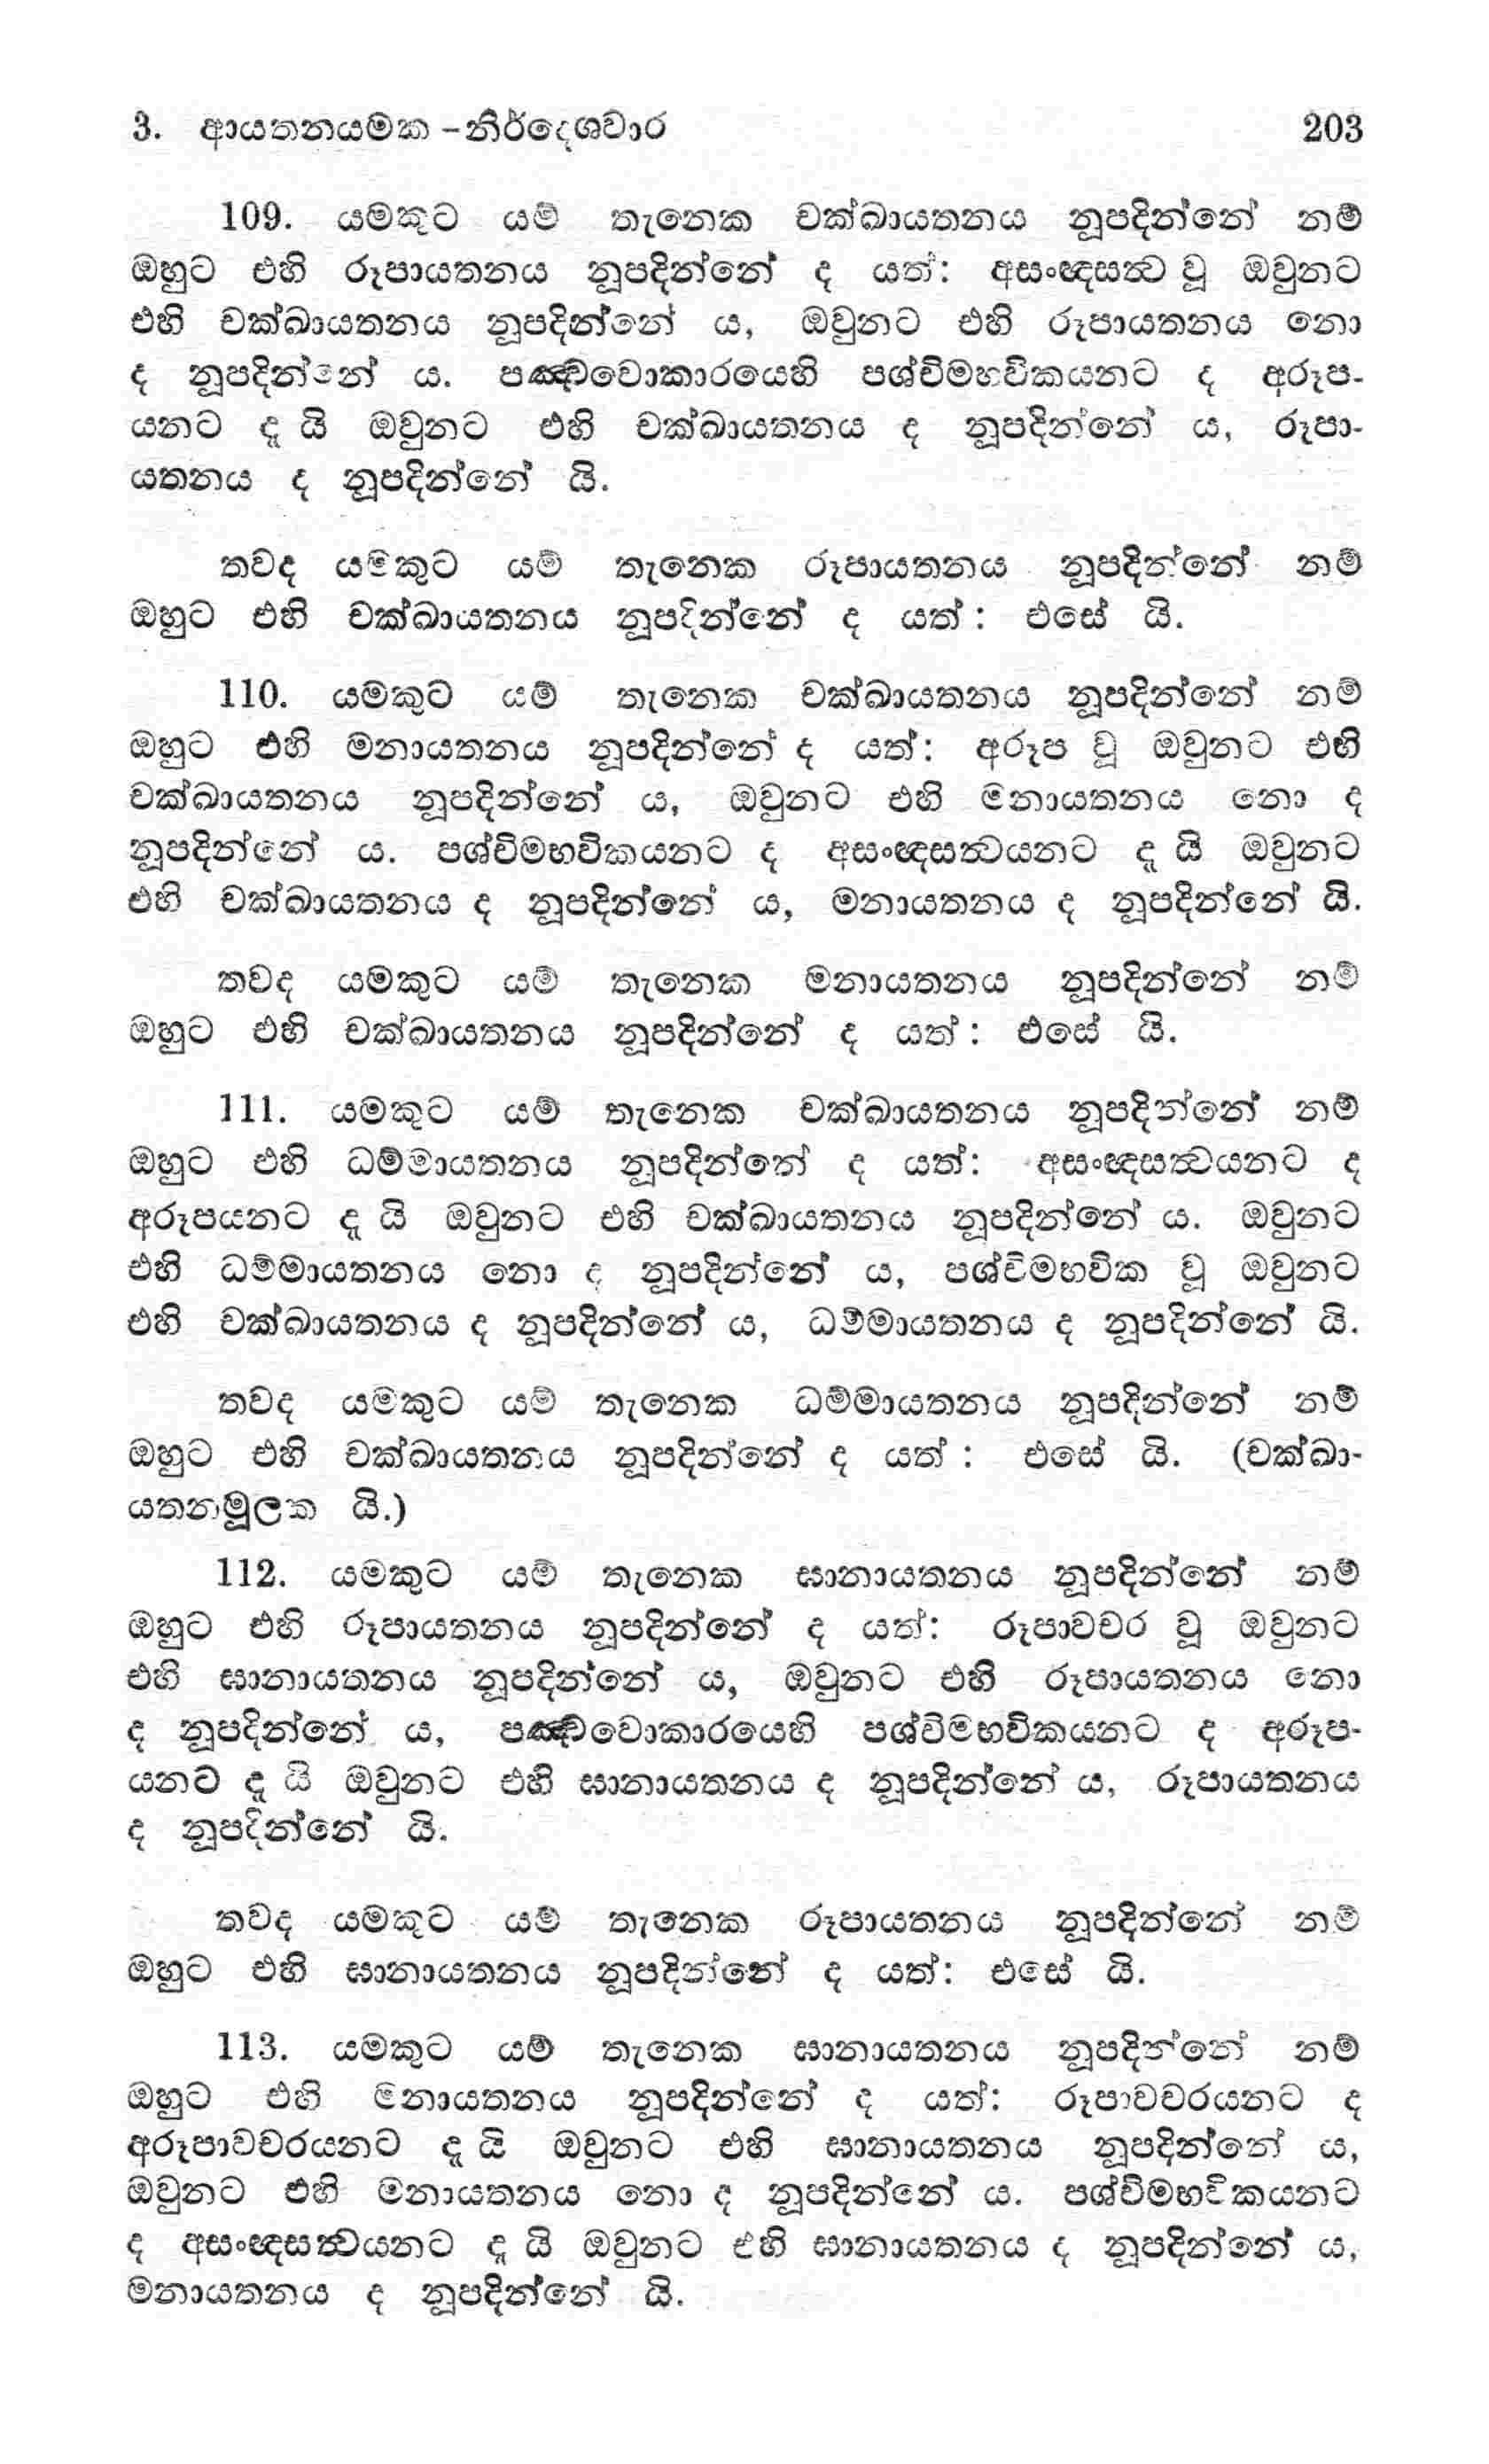 3. ආයතනයමක -නිර්දෙශවාර 203
109. යමකුට යම් තැනෙක චක්ඛායතනය නූපදින්නේ නම්
ඔහුට එහි රූපායතනය නූපදින්නේ ද යත්: අසංඥසත්‍ව වූ ඔවුනට
එහි චක්ඛායතනය නූපදින්නේ ය, ඔවුනට එහි රූපායතනය නො
ද නූපදින්නේ ය. පඤ්චවොකාරයෙහි පශ්චිමභවිකයනට ද අරූප-
යනට දැ යි ඔවුනට එහි චක්ඛායතනය ද නූපදින්නේ ය, රූපා-
යතනය ද නූපදින්නේ යි.
තවද යමකුට යම් තැනෙක රූපායතනය නූපදින්නේ නම්
ඔහුට එහි චක්ඛායතනය නූපදින්නේ ද යත් : එසේ යි.
110. යමකුට යම් තැනෙක චක්ඛායතනය නූපදින්නේ නම්
ඔහුට එහි මනායතනය නූපදින්නේ ද යත්: අරූප වූ ඔවුනට එහි
චක්ඛායතනය නූපදින්නේ ය, ඔවුනට එහි මනායතනය නො ද
නූපදින්නේ ය. පශ්චිමභවිකයනට ද අසංඥසත්‍වයනට දැ යි ඔවුනට
එහි චක්ඛායතනය ද නූපදින්නේ ය, මනායතනය ද නූපදින්නේ යි.
තවද යමකුට යම් තැනෙක මනායතනය නූපදින්නේ නම්
ඔහුට එහි චක්ඛායතනය නූපදින්නේ ද යත් : එසේ යි.
111. යමකුට යම් තැනෙක චක්ඛායතනය නූපදින්නේ නම්
ඔහුට එහි ධම්මායතනය නූපදින්නේ ද යත්: අසංඥසත්‍වයනට ද
අරූපයනට දැ යි ඔවුනට එහි චක්ඛායතනය නූපදින්නේ ය. ඔවුනට
එහි ධම්මායතනය නො ද නූපදින්නේ ය, පශ්චිමභවික වූ ඔවුනට
එහි චක්ඛායතනය ද නූපදින්නේ ය, ධම්මායතනය ද නූපදින්නේ යි.
තවද යමකුට යම් තැනෙක ධම්මායතනය නූපදින්නේ නම්
ඔහුට එහි චක්ඛායතනය නූපදින්නේ ද යත් : එසේ යි. (චක්ඛා-
යතනමූලක යි.)
112. යමකුට යම් තැනෙක ඝානායතනය නූපදින්නේ නම්
ඔහුට එහි රූපායතනය නූපදින්නේ ද යත්: රූපාවචර වූ ඔවුනට
එහි ඝානායතනය නූපදින්නේ ය, ඔවුනට එහි රූපායතනය නො
ද නූපදින්නේ ය, පඤ්චවොකාරයෙහි පශ්චිමභවිකයනට ද අරූප-
යනට දැ යි ඔවුනට එහි ඝානායතනය ද නූපදින්නේ ය, රූපායතනය
ද නූපදින්නේ යි.
තවද යමකුට යම් තැනෙක රූපායතනය නූපදින්නේ නම්
ඔහුට එහි ඝානායතනය නූපදින්නේ ද යත්: එසේ යි.
113. යමකුට යම් තැනෙක ඝානායතනය නූපදින්නේ නම්
ඔහුට එහි මනායතනය නූපදින්නේ ද යත්: රූපාවචරයනට ද
අරූපාවචරයනට දැ යි ඔවුනට එහි ඝානායතනය නූපදින්නේ ය,
ඔවුනට එහි මනායතනය නො ද නූපදින්නේ ය. පශ්චිමභවිකයනට
ද අසංඥසත්‍වයනට දැ යි ඔවුනට එහි ඝානායතනය ද නූපදින්නේ ය,
මනායතනය ද නූපදින්නේ යි.